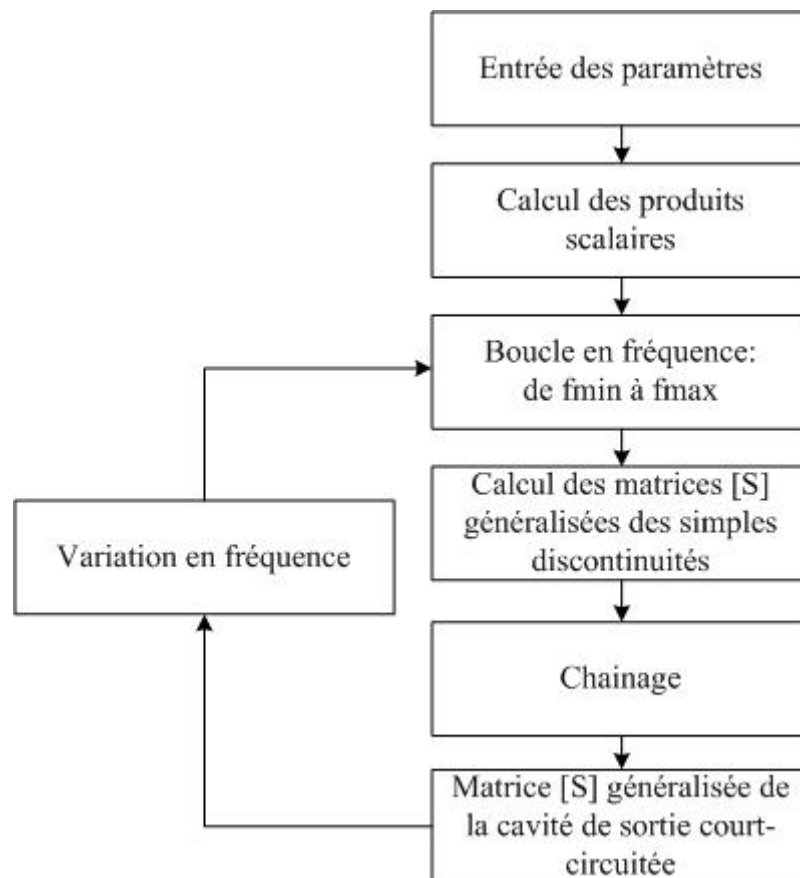 Entrée des paramètres
Calcul des produits
scalaires
Boucle en fréquence:
de fmin à fmax
Calcul des matrices [S]
généralisées des simples
discontinuités
Variation en fréquence
Chainage
Matrice [S] généralisée de
la cavité de sortie court-
circuitée